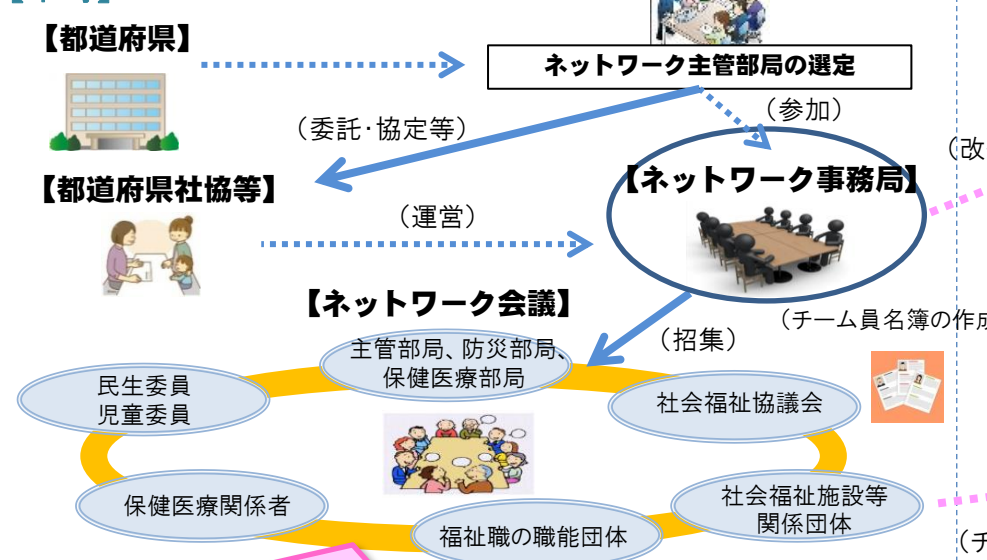 【都道府県】
ネットワーク主管部局の選定
（参加）
（委託・協定等）
（改
【都道府県社協等】
【ネットワーク事務局】
（運営）
【ネットワーク会議】
（チーム員名簿の作成
（招集）
主管部局、防災部局、
保健医療部局
民生委員
児童委員
社会福祉協議会
保健医療関係者
社会福祉施設等
関係団体
福祉職の職能団体
（チ